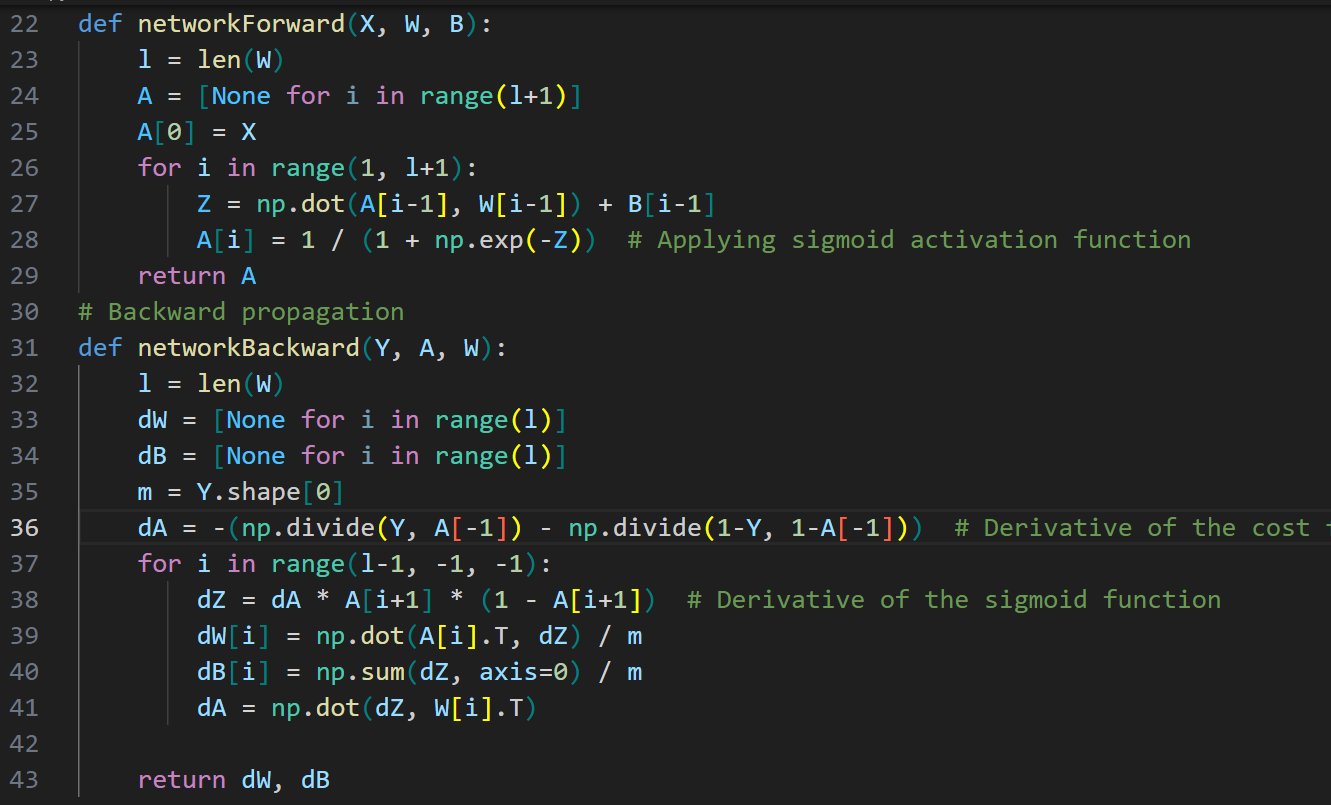 22 def networkForward(X, W, B):
23     l = len(W)
24     A = [None for i in range(l+1)]
25     A[0] = X
26     for i in range(1, l+1):
27         Z = np.dot(A[i-1], W[i-1]) + B[i-1]
28         A[i] = 1 / (1 + np.exp(-Z))  # Applying sigmoid activation function
29     return A
30 # Backward propagation
31 def networkBackward(Y, A, W):
32     l = len(W)
33     dW = [None for i in range(l)]
34     dB = [None for i in range(l)]
35     m = Y.shape[0]
36     dA = -(np.divide(Y, A[-1]) - np.divide(1-Y, 1-A[-1]))  # Derivative of the cost
37     for i in range(l-1, -1, -1):
38         dZ = dA * A[i+1] * (1 - A[i+1])  # Derivative of the sigmoid function
39         dW[i] = np.dot(A[i].T, dZ) / m
40         dB[i] = np.sum(dZ, axis=0) / m
41         dA = np.dot(dZ, W[i].T)
42
43     return dW, dB